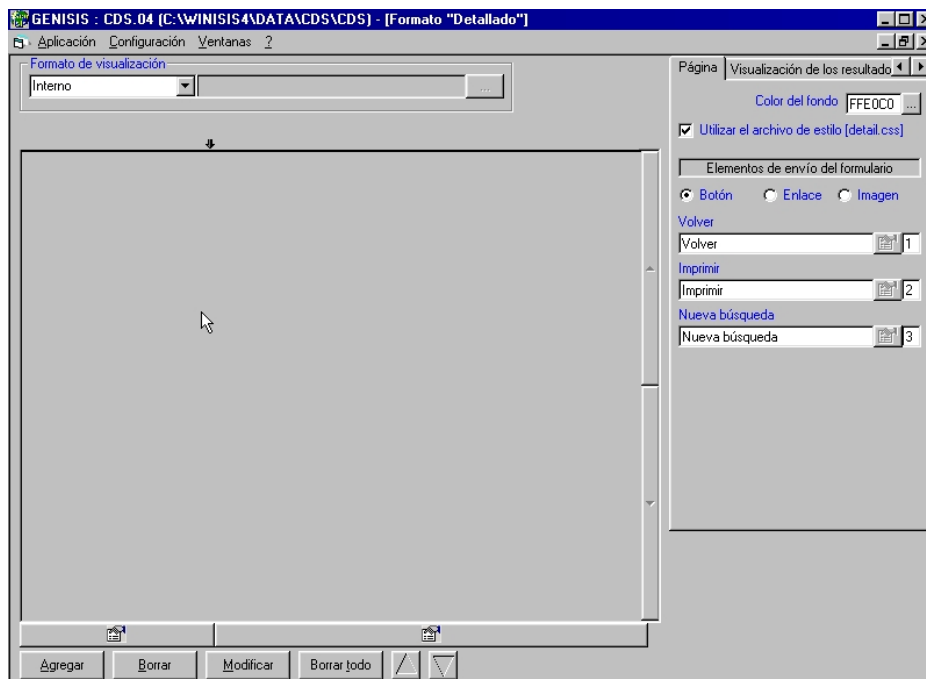 GENISIS : CDS.04 (C:\WINISIS4\DATA\CDS\CDS) - [Formato "Detallado"]
Aplicación Configuración Ventanas ?
Formato de visualización
Interno
...
Página Visualización de los resultado
Color del fondo FFE0C0 ...
Utilizar el archivo de estilo [detail.css]
Elementos de envío del formulario
Botón Enlace Imagen
Volver
Volver 1
Imprimir
Imprimir 2
Nueva búsqueda
Nueva búsqueda 3
Agregar Borrar Modificar Borrar todo